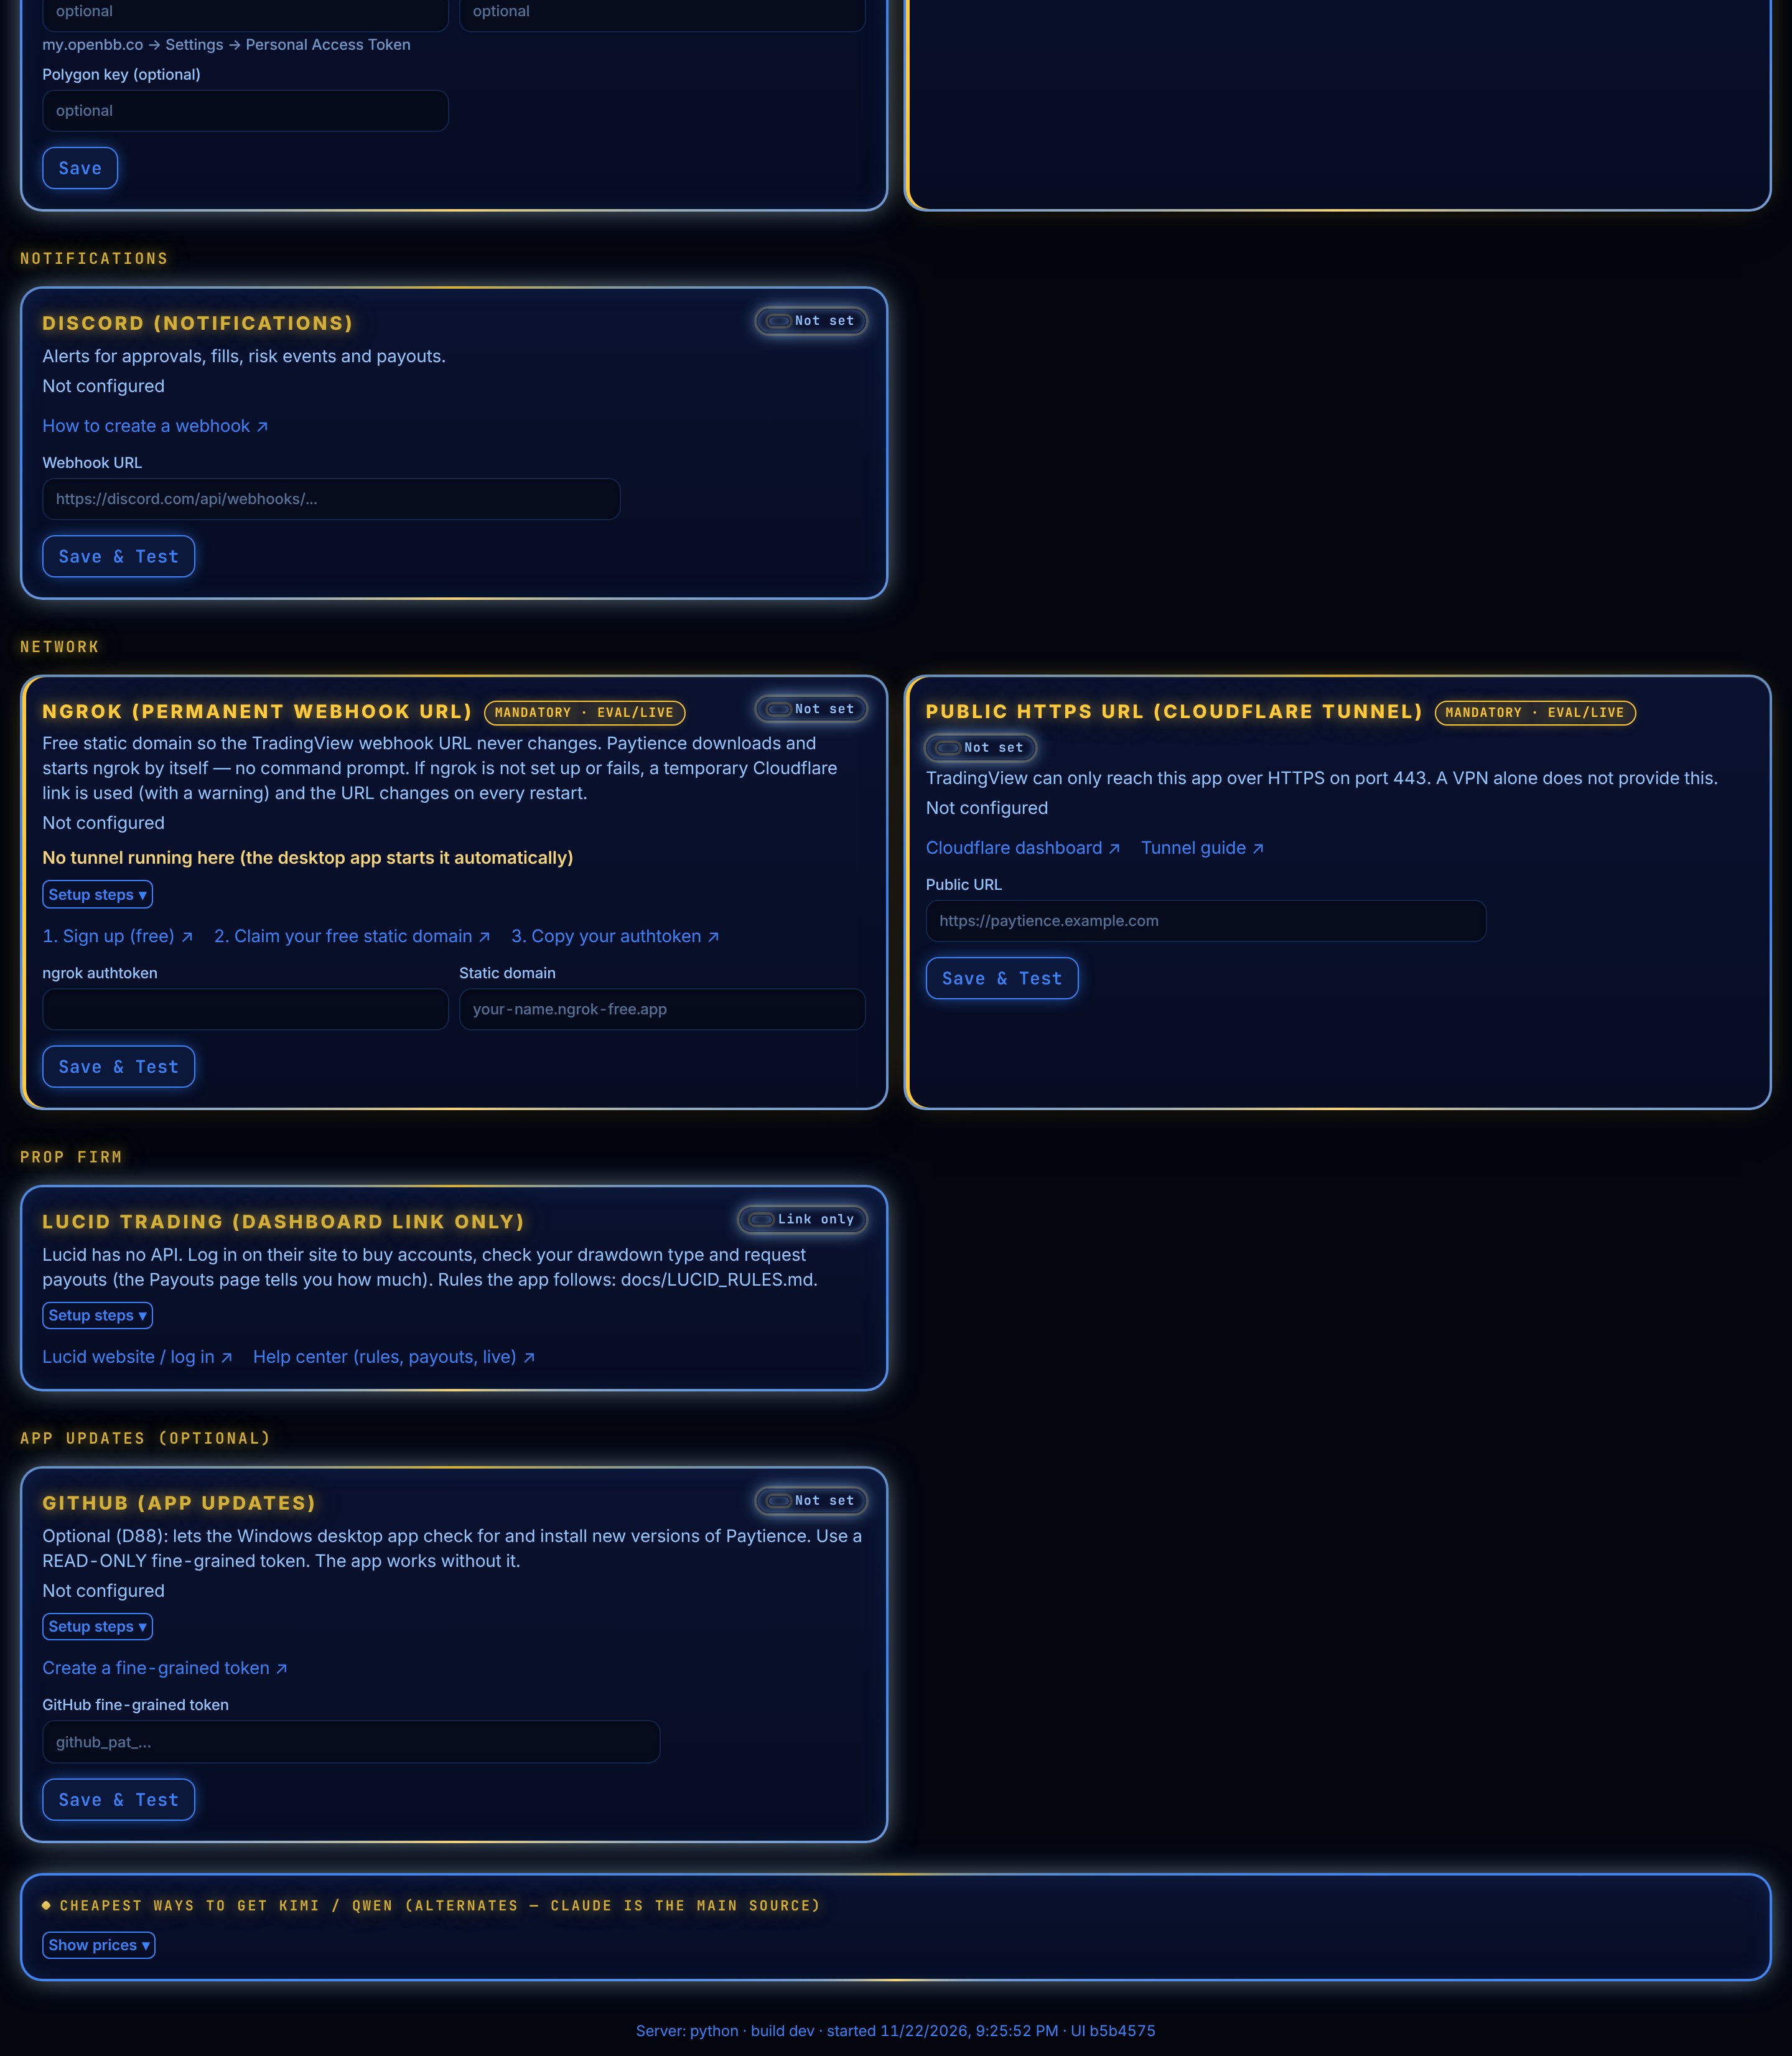 optional
optional
my.openbb.co → Settings → Personal Access Token
Polygon key (optional)
optional
Save
NOTIFICATIONS
DISCORD (NOTIFICATIONS)
Not set
Alerts for approvals, fills, risk events and payouts.
Not configured
How to create a webhook ↗
Webhook URL
https://discord.com/api/webhooks/...
Save & Test
NETWORK
NGROK (PERMANENT WEBHOOK URL)
MANDATORY · EVAL/LIVE
Not set
Free static domain so the TradingView webhook URL never changes. Paytience downloads and
starts ngrok by itself — no command prompt. If ngrok is not set up or fails, a temporary Cloudflare
link is used (with a warning) and the URL changes on every restart.
Not configured
No tunnel running here (the desktop app starts it automatically)
Setup steps ▾
1. Sign up (free) ↗ 2. Claim your free static domain ↗ 3. Copy your authtoken ↗
ngrok authtoken
Static domain
your-name.ngrok-free.app
Save & Test
PUBLIC HTTPS URL (CLOUDFLARE TUNNEL)
MANDATORY · EVAL/LIVE
Not set
TradingView can only reach this app over HTTPS on port 443. A VPN alone does not provide this.
Not configured
Cloudflare dashboard ↗ Tunnel guide ↗
Public URL
https://paytience.example.com
Save & Test
PROP FIRM
LUCID TRADING (DASHBOARD LINK ONLY)
Link only
Lucid has no API. Log in on their site to buy accounts, check your drawdown type and request
payouts (the Payouts page tells you how much). Rules the app follows: docs/LUCID_RULES.md.
Setup steps ▾
Lucid website / log in ↗ Help center (rules, payouts, live) ↗
APP UPDATES (OPTIONAL)
GITHUB (APP UPDATES)
Not set
Optional (D88): lets the Windows desktop app check for and install new versions of Paytience. Use a
READ-ONLY fine-grained token. The app works without it.
Not configured
Setup steps ▾
Create a fine-grained token ↗
GitHub fine-grained token
github_pat_...
Save & Test
CHEAPEST WAYS TO GET KIMI / QWEN (ALTERNATES — CLAUDE IS THE MAIN SOURCE)
Show prices ▾
Server: python · build dev · started 11/22/2026, 9:25:52 PM · UI b5b4575